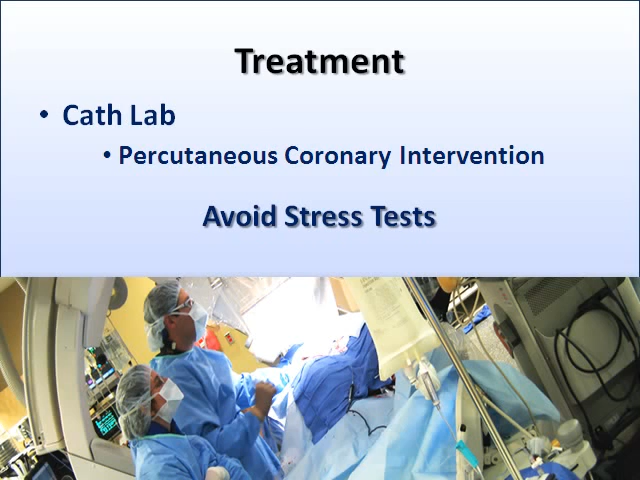 Treatment
• Cath Lab
• Percutaneous Coronary Intervention
Avoid Stress Tests